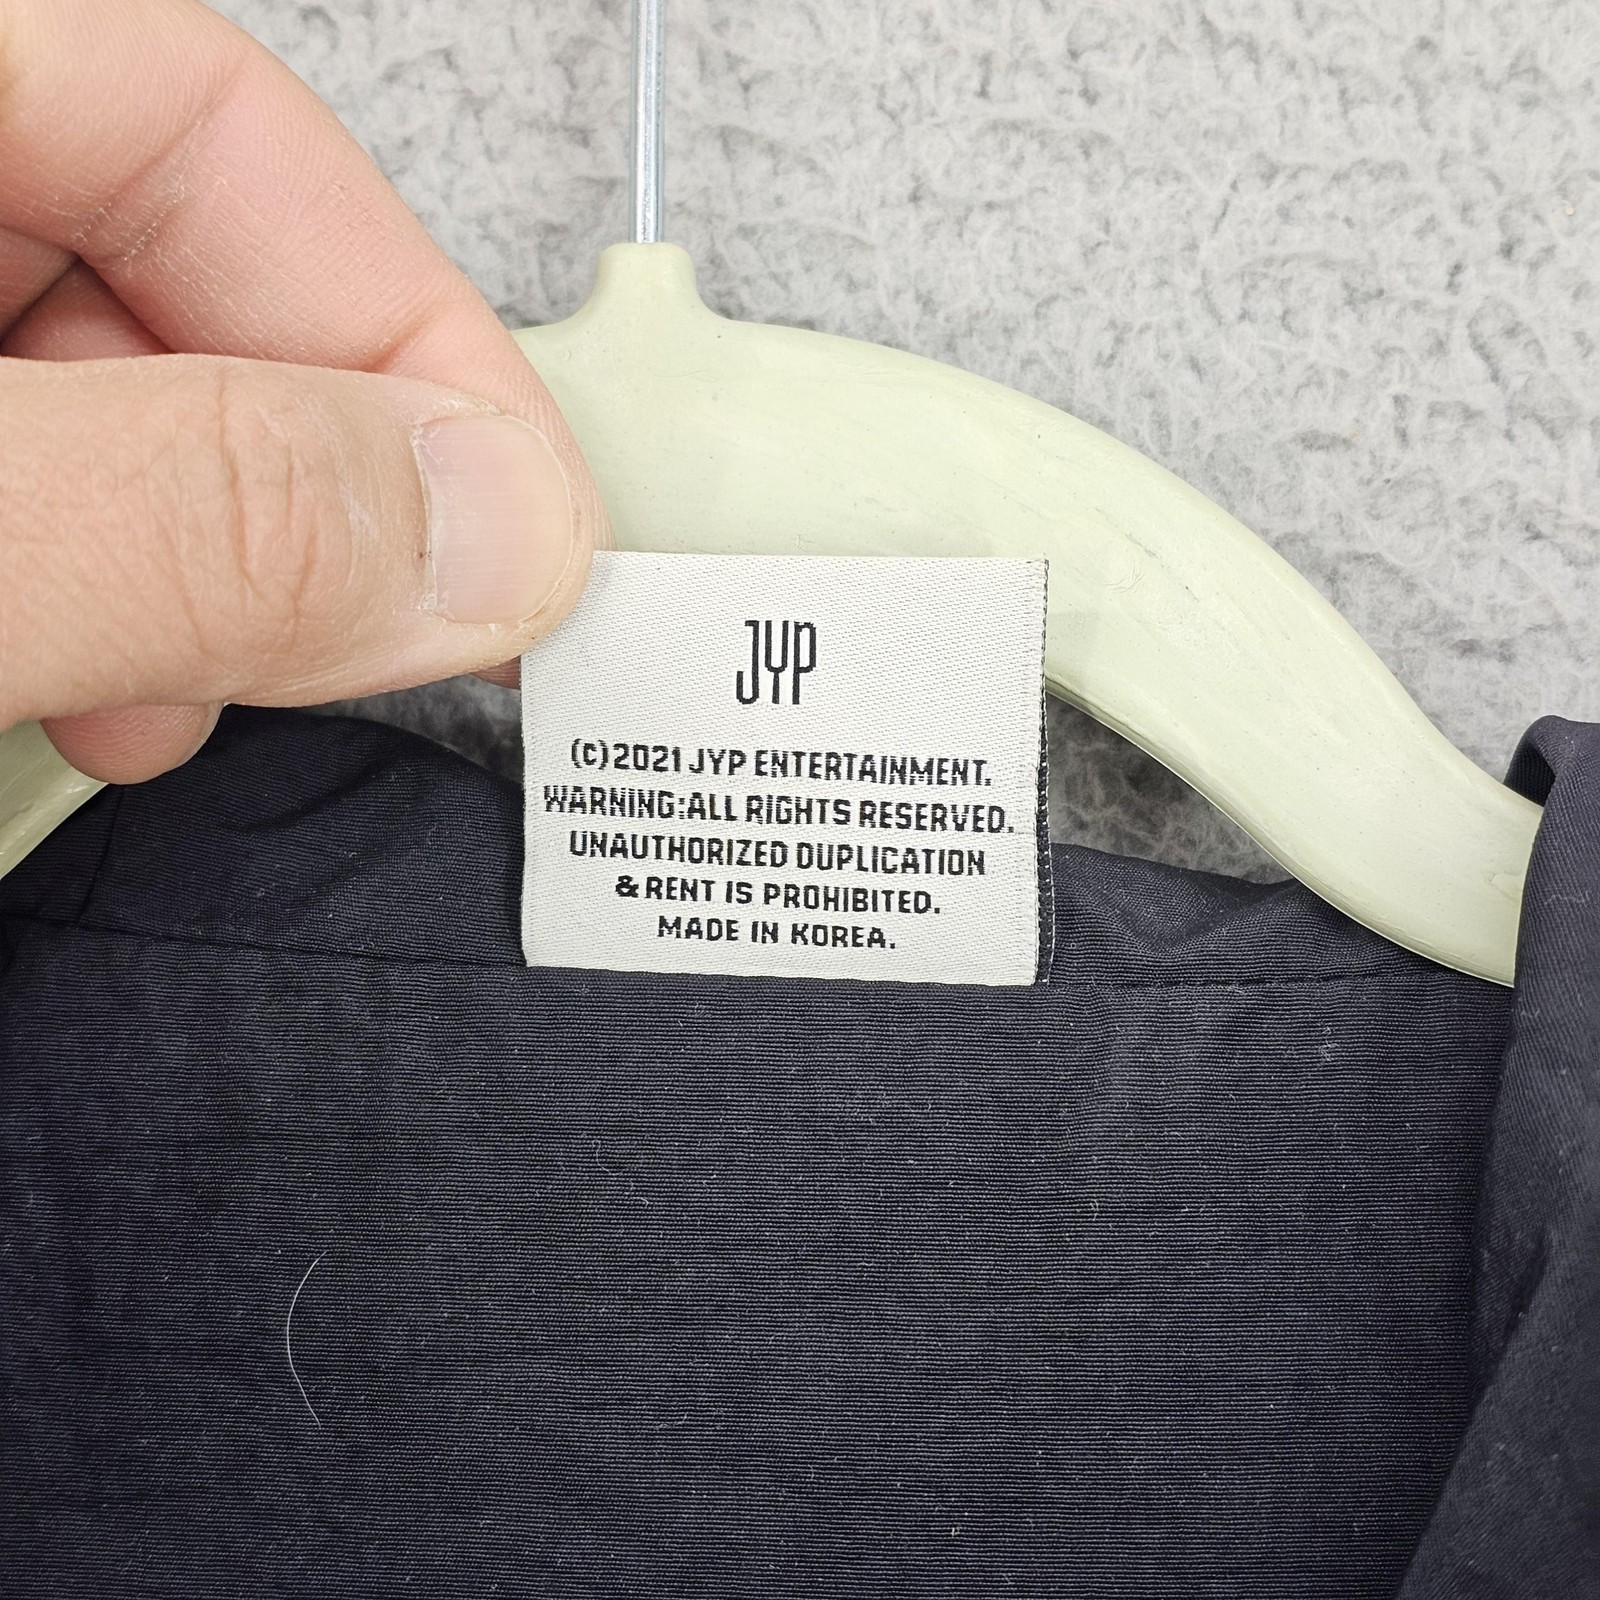 JYP
(c)2021 JYP ENTERTAINMENT.
WARNING:ALL RIGHTS RESERVED.
UNAUTHORIZED DUPLICATION
& RENT IS PROHIBITED.
MADE IN KOREA.